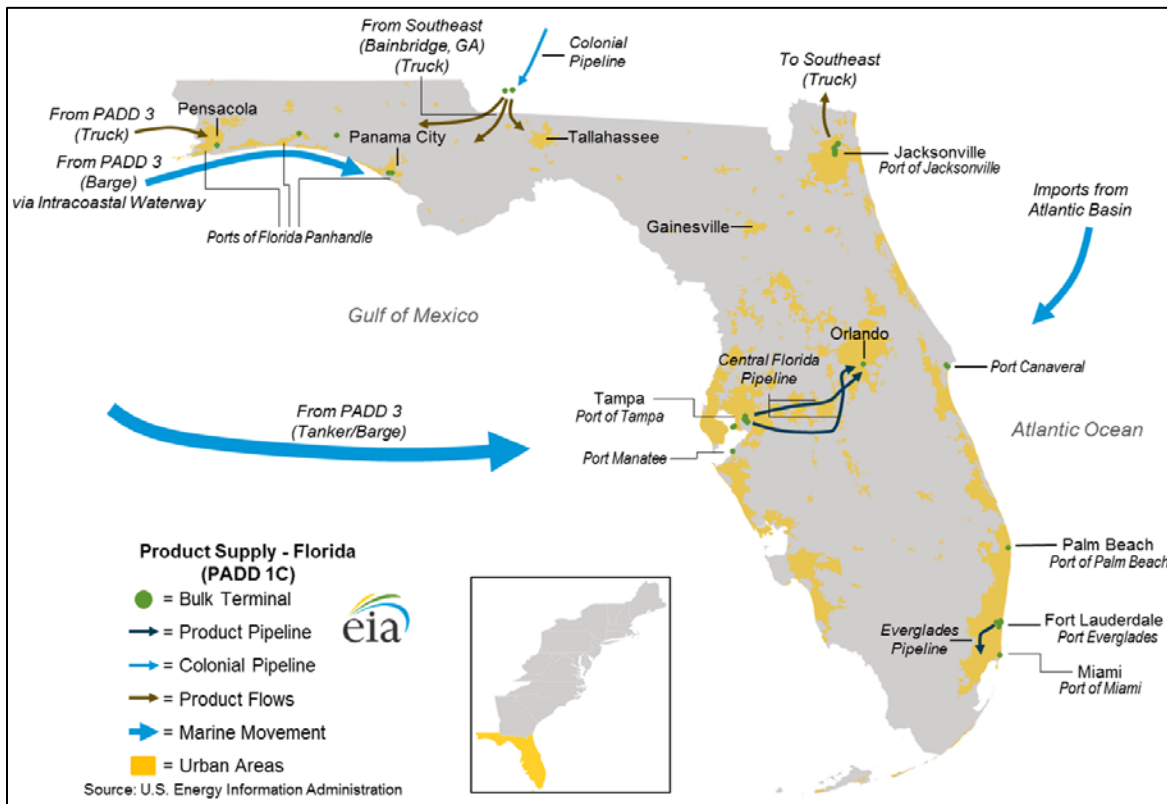 From Southeast
(Bainbridge, GA)
(Truck)
Colonial
Pipeline
To Southeast
(Truck)
From PADD 3
(Truck)
Pensacola
Panama City
Tallahassee
Jacksonville
Port of Jacksonville
From PADD 3
(Barge)
via Intracoastal Waterway
Ports of Florida Panhandle
Gainesville
Imports from
Atlantic Basin
Gulf of Mexico
Orlando
Central Florida
Pipeline
Port Canaveral
From PADD 3
(Tanker/Barge)
Tampa
Port of Tampa
Port Manatee
Atlantic Ocean
Palm Beach
Port of Palm Beach
Everglades
Pipeline
Fort Lauderdale
Port Everglades
Miami
Port of Miami
Product Supply - Florida
(PADD 1C)
= Bulk Terminal
= Product Pipeline
= Colonial Pipeline
= Product Flows
= Marine Movement
= Urban Areas
eia
Source: U.S. Energy Information Administration